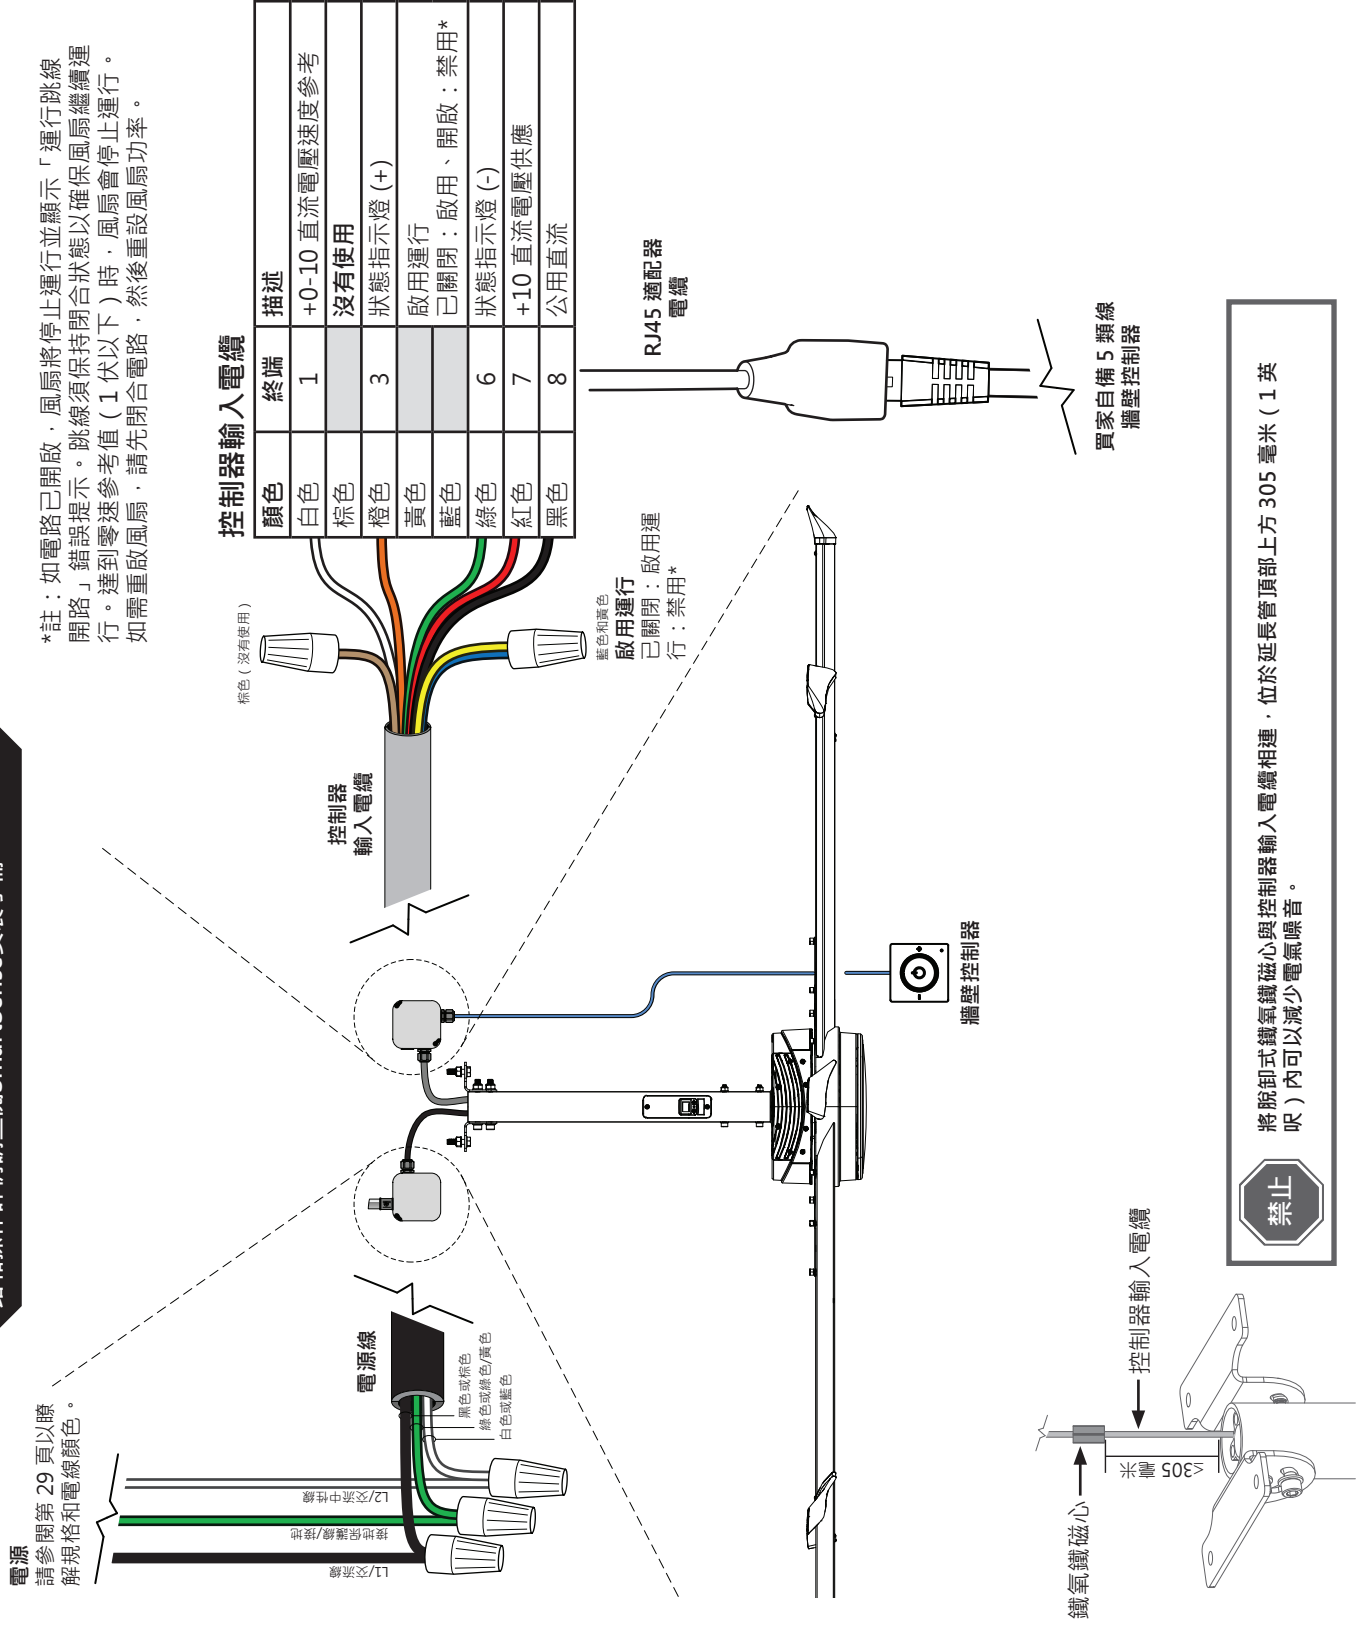 電源
請參閱第 29 頁以瞭
解規格和電線顏色。
L1/交流線
接地保護線/接地
L2/交流中性線
電源線
黑色或棕色
綠色或綠色/黃色
白色或藍色
*註：如電路已開啟，風扇將停止運行並顯示「運行跳線
開路」錯誤提示。跳線須保持閉合狀態以確保風扇繼續運
行。達到零速參考值（1 伏以下）時，風扇會停止運行。
如需重啟風扇，請先閉合電路，然後重設風扇功率。
控制器
輸入電纜
棕色（沒有使用）
藍色和黃色
啟用運行
已關閉：啟用運
行：禁用*
控制器輸入電纜
顏色 終端 描述
白色 1 +0-10 直流電壓速度參考
棕色 沒有使用
橙色 3 狀態指示燈 (+)
黃色 啟用運行
藍色 已關閉：啟用、開啟：禁用*
綠色 6 狀態指示燈 (-)
紅色 7 +10 直流電壓供應
黑色 8 公用直流
RJ45 適配器
電纜
買家自備 5 類線
牆壁控制器
牆壁控制器
鐵氧鐵磁心
≤305
毫米
控制器輸入電纜
禁止
將脫卸式鐵氧鐵磁心與控制器輸入電纜相連，位於延長管頂部上方 305 毫米（1 英
呎）內可以減少電氣噪音。